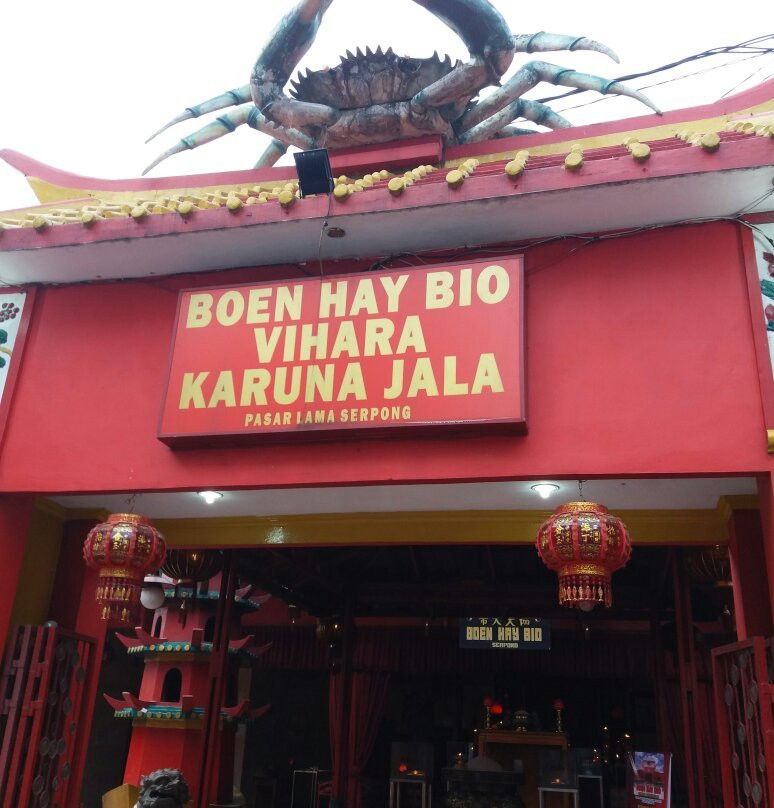 BOEN HAY BIO
VIHARA
KARUNA JALA
PASAR LAMA SERPONG
BOEN HAY BIO
SERPONG